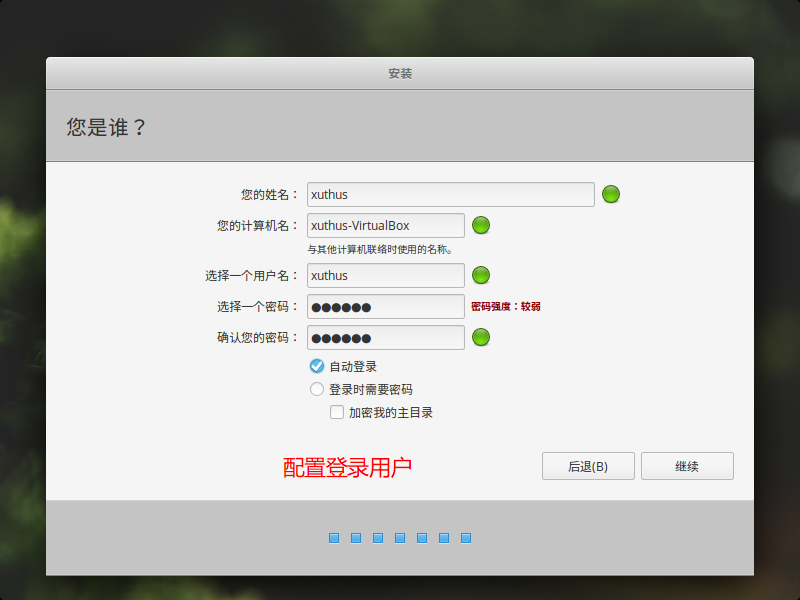 安装
您是谁？
您的姓名： xuthus
您的计算机名： xuthus-VirtualBox
与其他计算机联络时使用的名称。
选择一个用户名： xuthus
选择一个密码： ●●●●●● 密码强度：较弱
确认您的密码： ●●●●●●
自动登录
登录时需要密码
加密我的主目录
配置登录用户
后退(B) 继续